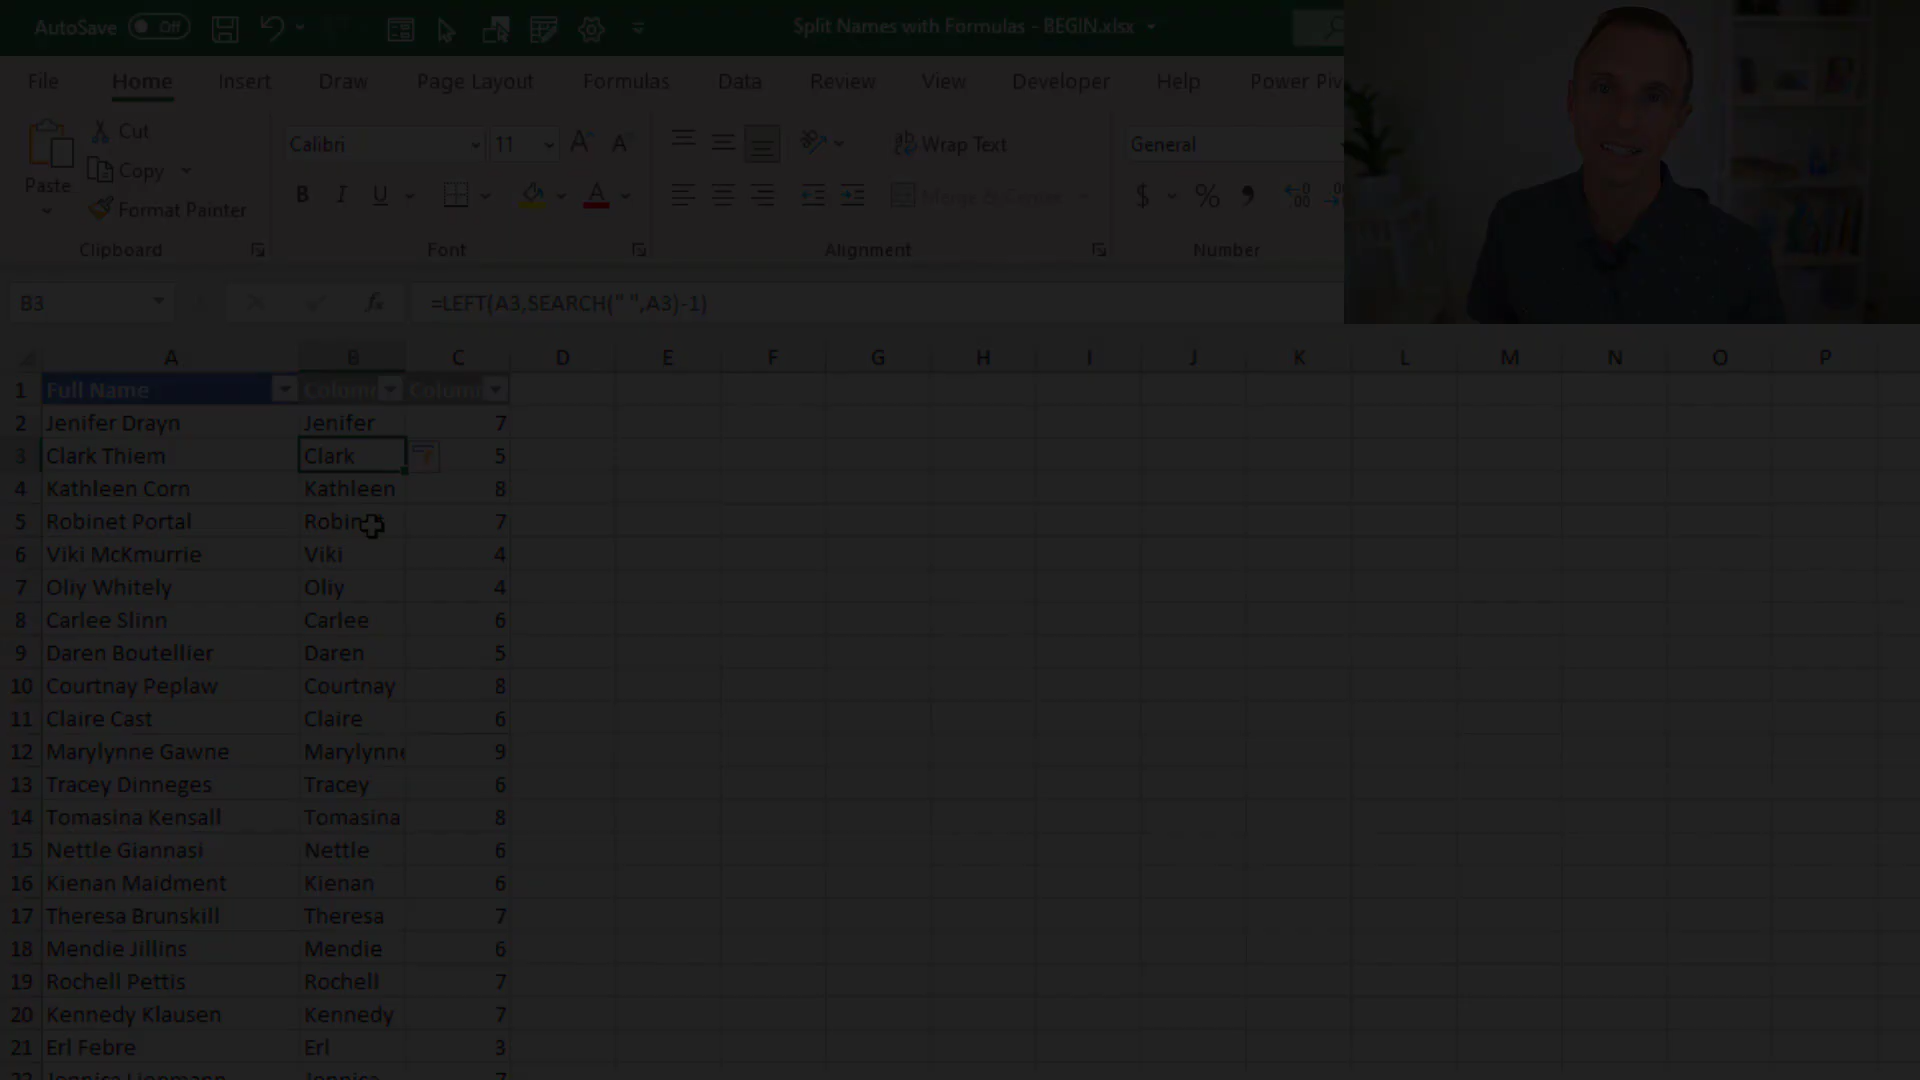 AutoSave Off Split Names with Formulas - BEGIN.xlsx
File Home Insert Draw Page Layout Formulas Data Review View Developer Help Power Piv
Cut
Copy
Paste
Format Painter
Clipboard
Calibri 11
B I U
Font
Wrap Text
Merge & Center
Alignment
General
$ %
Number
B3 fx =LEFT(A3,SEARCH(" ",A3)-1)
A B C D E F G H I J K L M N O P
1 Full Name Colum Colum
2 Jenifer Drayn Jenifer 7
3 Clark Thiem Clark 5
4 Kathleen Corn Kathleen 8
5 Robinet Portal Robin 7
6 Viki McKmurrie Viki 4
7 Oliy Whitely Oliy 4
8 Carlee Slinn Carlee 6
9 Daren Boutellier Daren 5
10 Courtnay Peplaw Courtnay 8
11 Claire Cast Claire 6
12 Marylynne Gawne Marylynne 9
13 Tracey Dinneges Tracey 6
14 Tomasina Kensall Tomasina 8
15 Nettle Giannasi Nettle 6
16 Kienan Maidment Kienan 6
17 Theresa Brunskill Theresa 7
18 Mendie Jillins Mendie 6
19 Rochell Pettis Rochell 7
20 Kennedy Klausen Kennedy 7
21 Erl Febre Erl 3